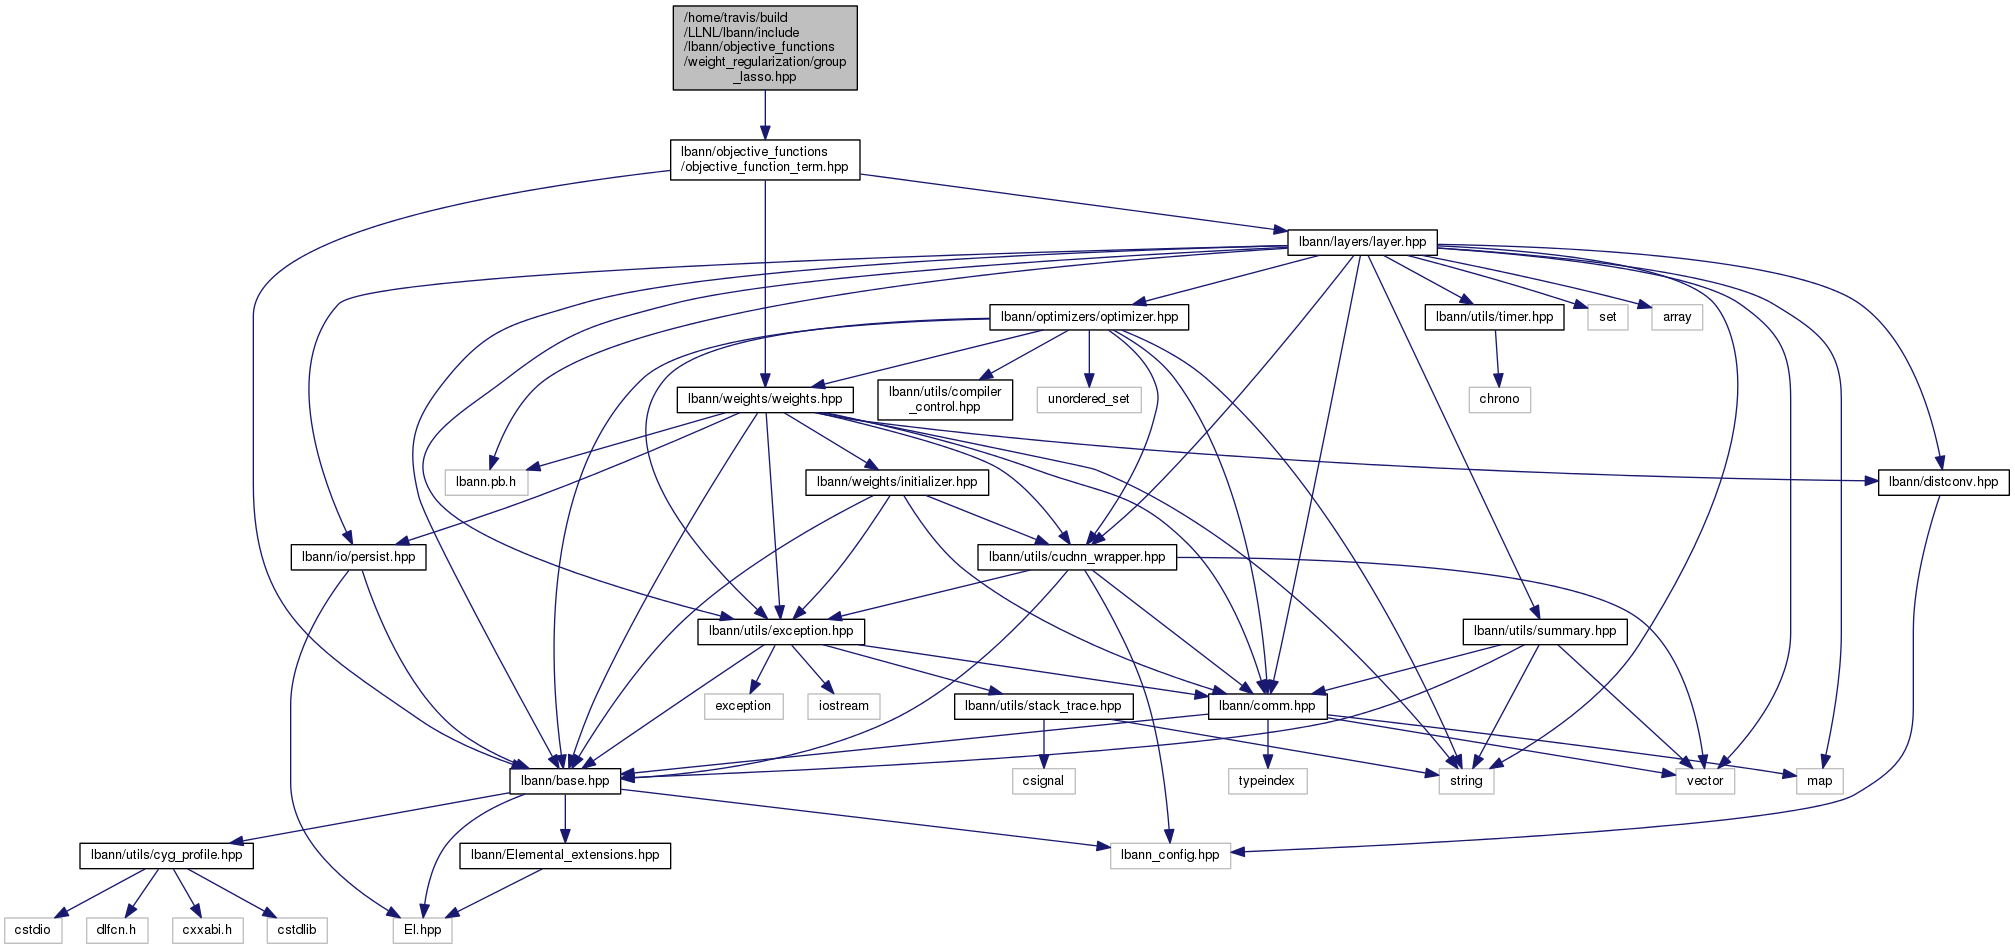 /home/travis/build
/LLNL/lbann/include
/lbann/objective_functions
/weight_regularization/group
_lasso.hpp
lbann/objective_functions
/objective_function_term.hpp
lbann/layers/layer.hpp
lbann/optimizers/optimizer.hpp
lbann/utils/timer.hpp
set
array
lbann/weights/weights.hpp
lbann/utils/compiler
_control.hpp
unordered_set
chrono
lbann.pb.h
lbann/weights/initializer.hpp
lbann/distconv.hpp
lbann/io/persist.hpp
lbann/utils/cudnn_wrapper.hpp
lbann/utils/exception.hpp
lbann/utils/summary.hpp
exception
iostream
lbann/utils/stack_trace.hpp
lbann/comm.hpp
lbann/base.hpp
csignal
typeindex
string
vector
map
lbann/utils/cyg_profile.hpp
lbann/Elemental_extensions.hpp
lbann_config.hpp
cstdio
dlfcn.h
cxxabi.h
cstdlib
El.hpp